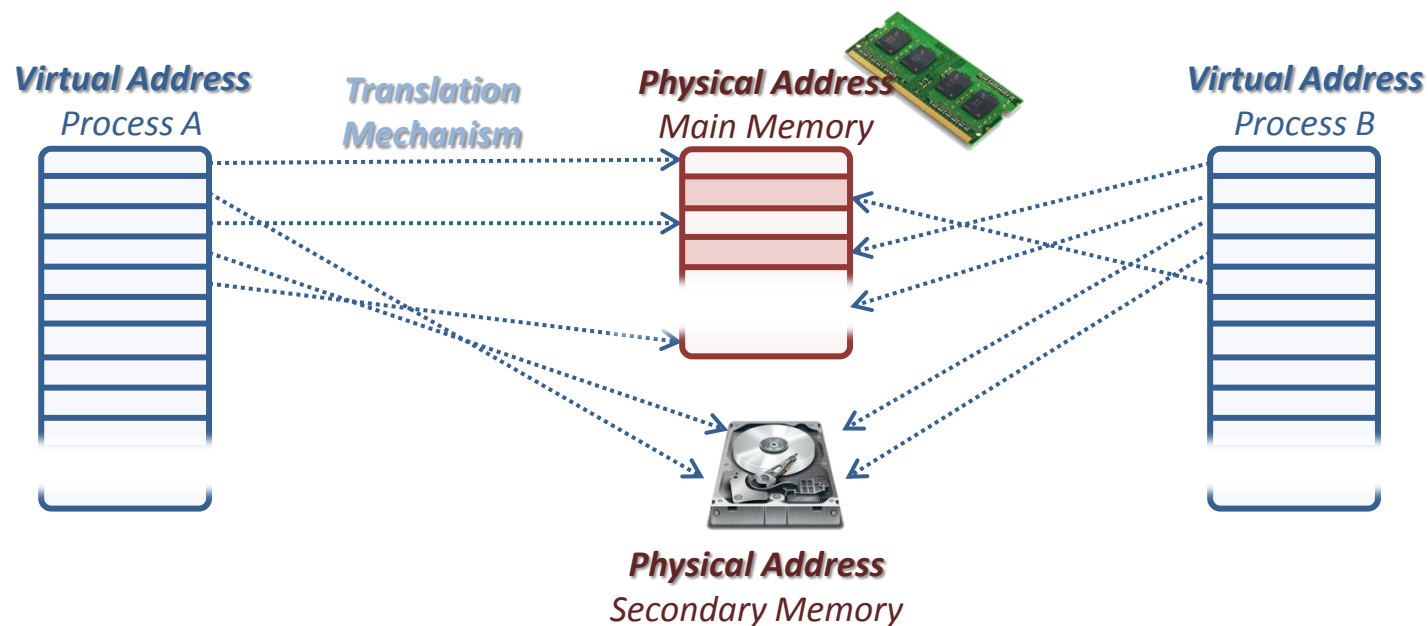 Virtual Address
Process A
Translation
Mechanism
Physical Address
Main Memory
Virtual Address
Process B
Physical Address
Secondary Memory